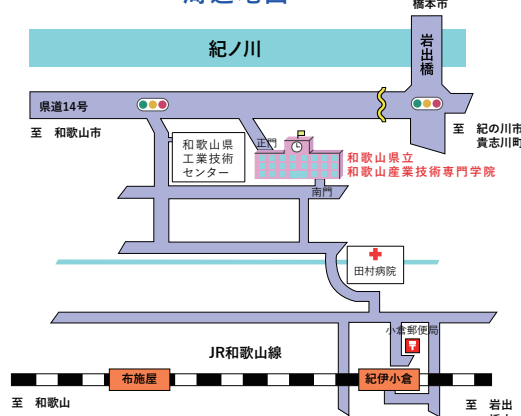 橋本市
周辺地図
紀ノ川
岩出橋
県道14号
至 和歌山市
至 紀の川市
貴志川町
和歌山県
工業技術
センター
正門
和歌山県立
和歌山産業技術専門学院
南門
田村病院
小倉郵便局
JR和歌山線
布施屋
紀伊小倉
至 和歌山
至 岩出